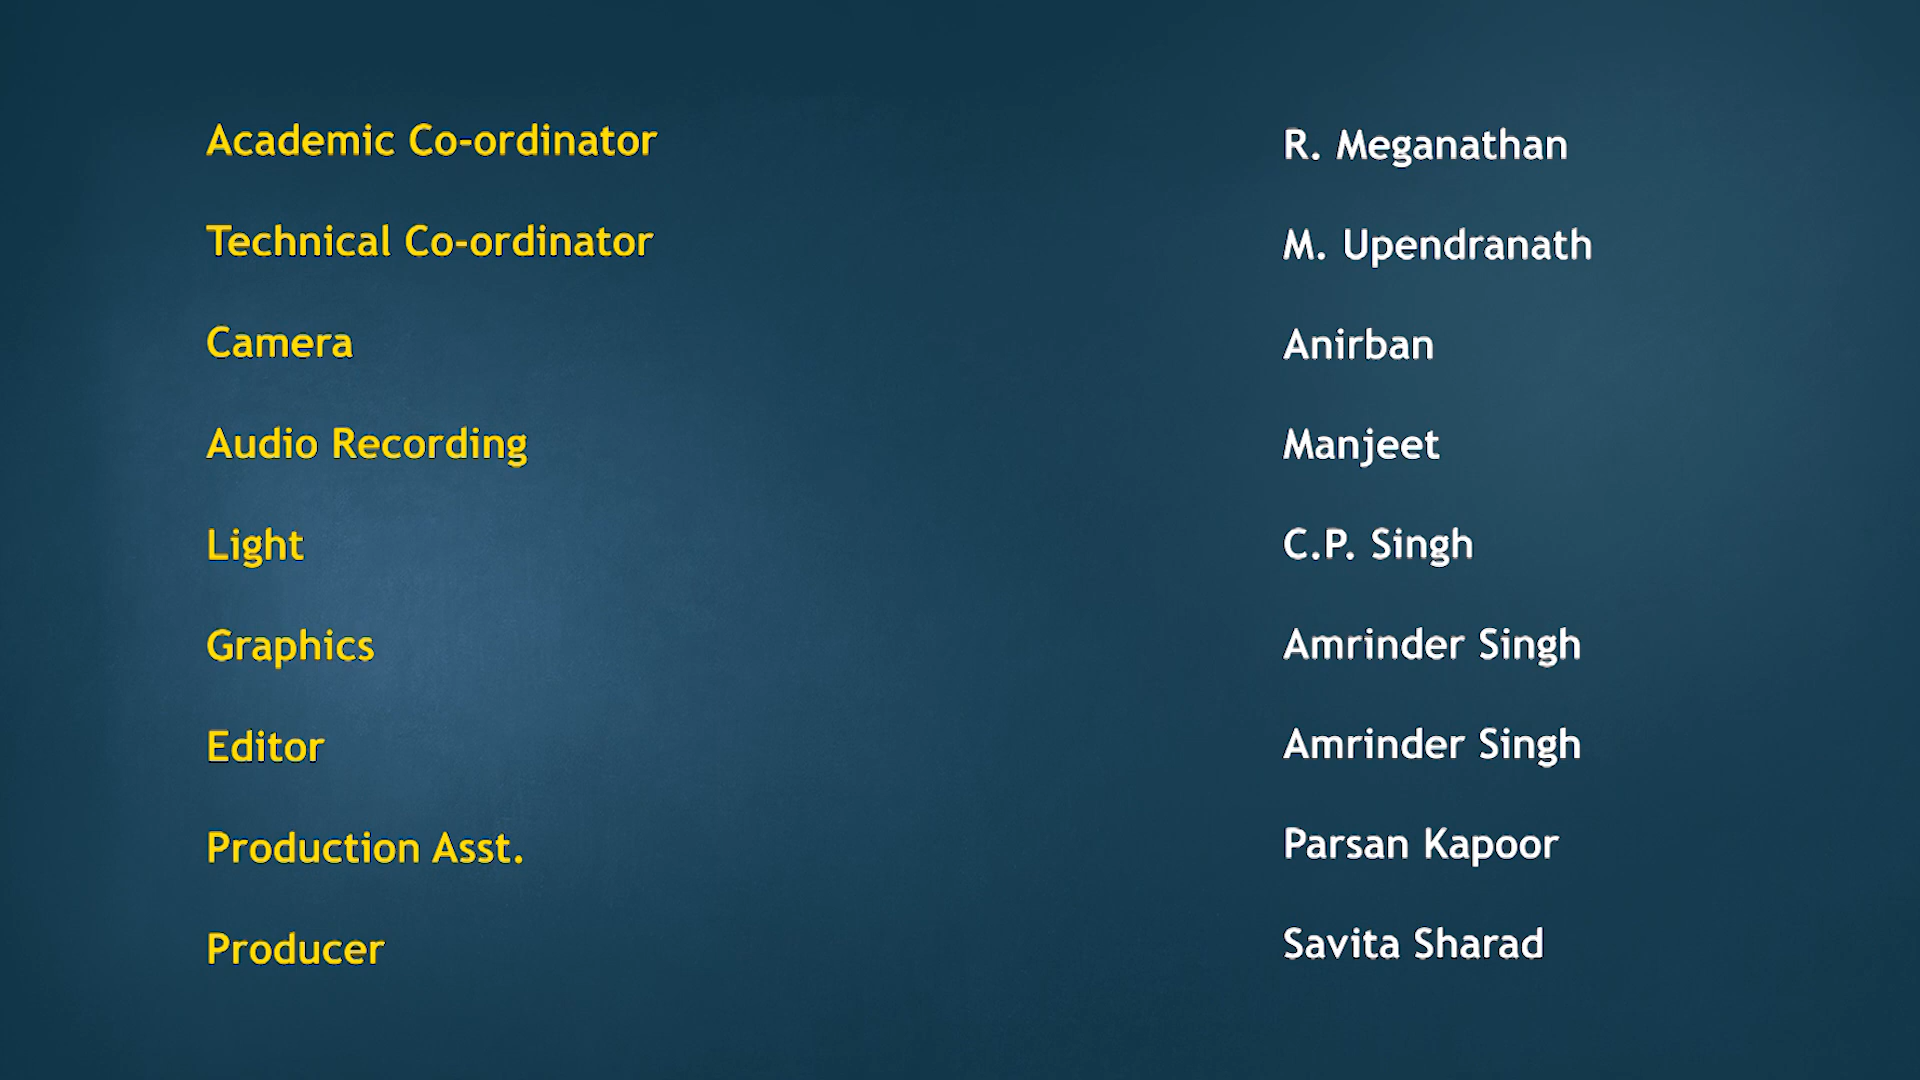 Academic Co-ordinator R. Meganathan
Technical Co-ordinator M. Upendranath
Camera Anirban
Audio Recording Manjeet
Light C.P. Singh
Graphics Amrinder Singh
Editor Amrinder Singh
Production Asst. Parsan Kapoor
Producer Savita Sharad